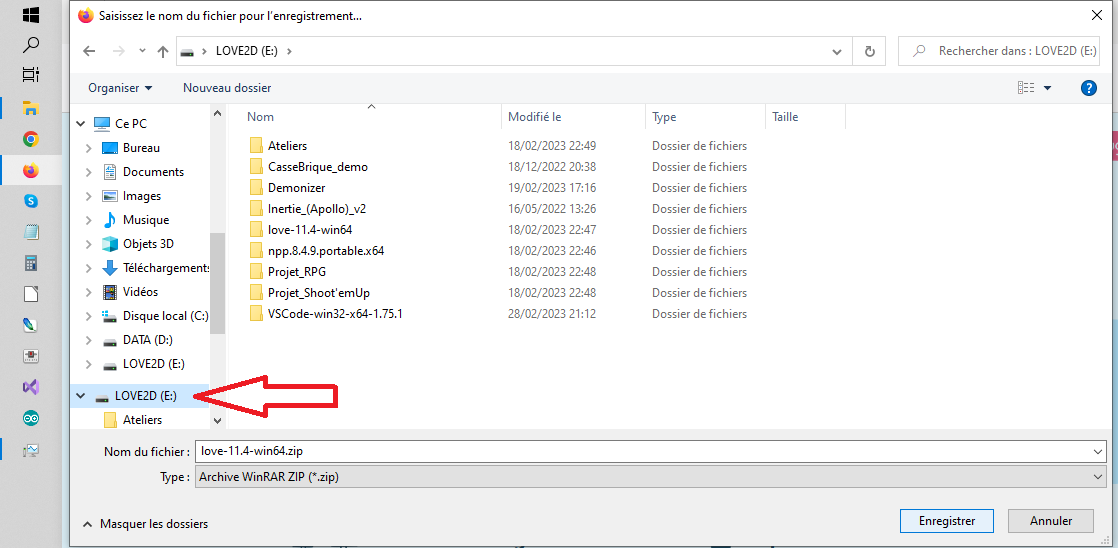 Saisissez le nom du fichier pour l'enregistrement...
LOVE2D (E:)
Rechercher dans : LOVE2D (E:)
Organiser
Nouveau dossier
Ce PC
Bureau
Documents
Images
Musique
Objets 3D
Téléchargements
Vidéos
Disque local (C:)
DATA (D:)
LOVE2D (E:)
LOVE2D (E:)
Ateliers
Nom Modifié le Type Taille
Ateliers 18/02/2023 22:49 Dossier de fichiers
CasseBrique_demo 18/12/2022 20:38 Dossier de fichiers
Demonizer 19/02/2023 17:16 Dossier de fichiers
Inertie_(Apollo)_v2 16/05/2022 13:26 Dossier de fichiers
love-11.4-win64 18/02/2023 22:47 Dossier de fichiers
npp.8.4.9.portable.x64 18/02/2023 22:46 Dossier de fichiers
Projet_RPG 18/02/2023 22:48 Dossier de fichiers
Projet_Shoot'emUp 18/02/2023 22:48 Dossier de fichiers
VSCode-win32-x64-1.75.1 28/02/2023 21:12 Dossier de fichiers
Nom du fichier : love-11.4-win64.zip
Type : Archive WinRAR ZIP (*.zip)
Masquer les dossiers
Enregistrer
Annuler